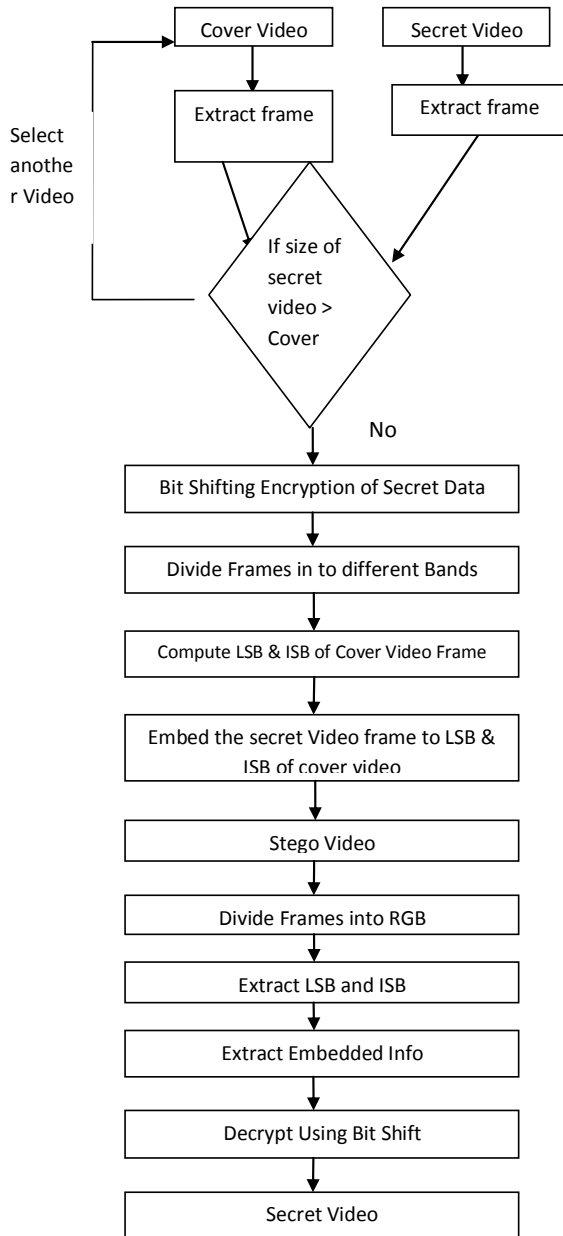 Cover Video
Secret Video
Extract frame
Extract frame
Select
anothe
r Video
If size of
secret
video >
Cover
No
Bit Shifting Encryption of Secret Data
Divide Frames in to different Bands
Compute LSB & ISB of Cover Video Frame
Embed the secret Video frame to LSB &
ISB of cover video
Stego Video
Divide Frames into RGB
Extract LSB and ISB
Extract Embedded Info
Decrypt Using Bit Shift
Secret Video